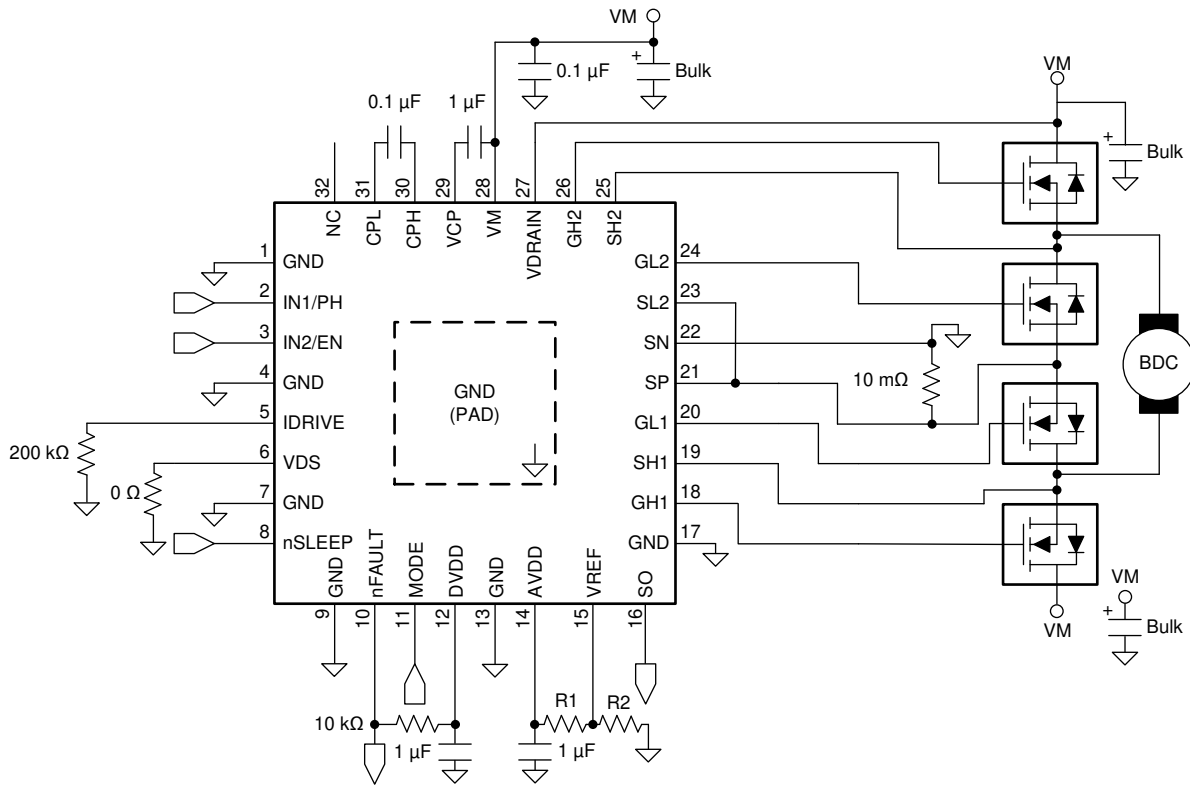 VM
0.1 µF
+
Bulk
VM
0.1 µF
1 µF
+
Bulk
32
31
30
29
28
27
26
25
NC
CPL
CPH
VCP
VM
VDRAIN
GH2
SH2
1
GND
2
IN1/PH
3
IN2/EN
4
GND
5
IDRIVE
200 kΩ
6
VDS
0 Ω
7
GND
8
nSLEEP
GND
(PAD)
GL2
24
SL2
23
SN
22
SP
21
10 mΩ
GL1
20
SH1
19
GH1
18
GND
17
BDC
GND
nFAULT
MODE
DVDD
GND
AVDD
VREF
SO
9
10
11
12
13
14
15
16
VM
VM
+
Bulk
10 kΩ
1 µF
R1
R2
1 µF